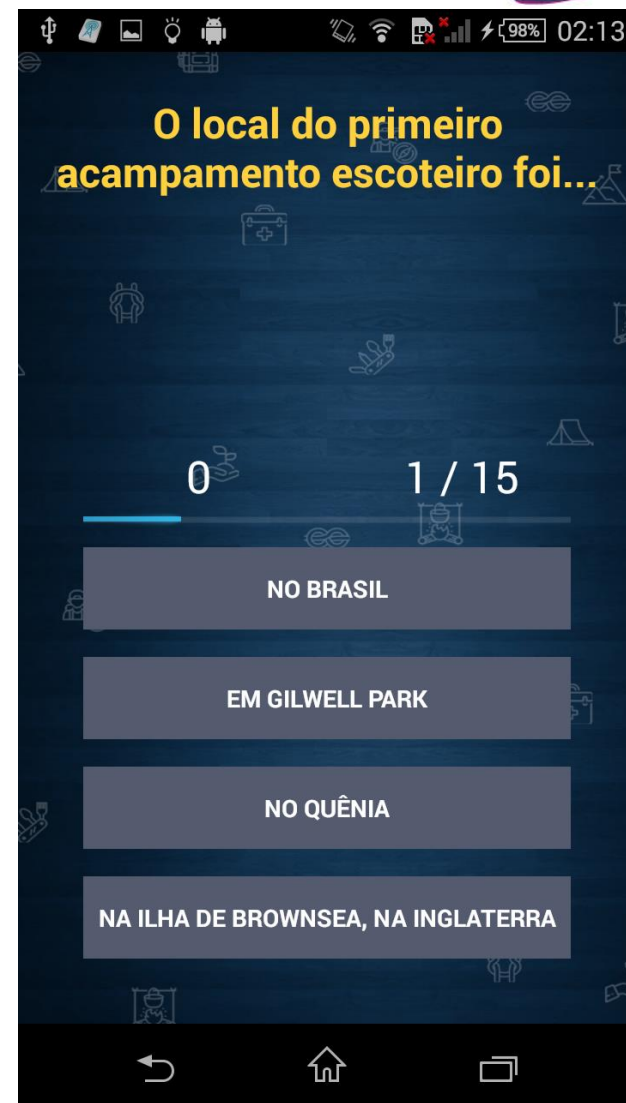 98% 02:13
O local do primeiro
acampamento escoteiro foi...
0 1 / 15
NO BRASIL
EM GILWELL PARK
NO QUÊNIA
NA ILHA DE BROWNSEA, NA INGLATERRA